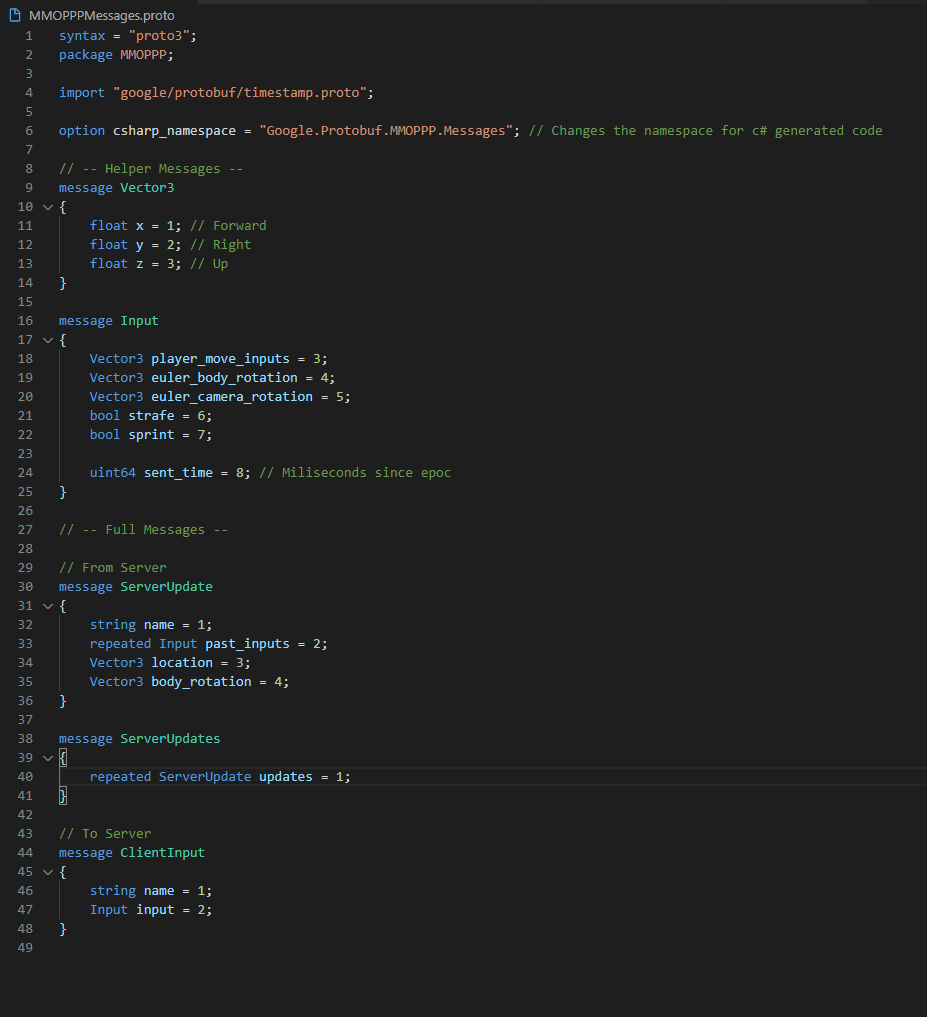 MMOPPPMessages.proto
1 syntax = "proto3";
2 package MMOPPP;
3
4 import "google/protobuf/timestamp.proto";
5
6 option csharp_namespace = "Google.Protobuf.MMOPPP.Messages"; // Changes the namespace for c# generated code
7
8 // -- Helper Messages --
9 message Vector3
10 {
11     float x = 1; // Forward
12     float y = 2; // Right
13     float z = 3; // Up
14 }
15
16 message Input
17 {
18     Vector3 player_move_inputs = 3;
19     Vector3 euler_body_rotation = 4;
20     Vector3 euler_camera_rotation = 5;
21     bool strafe = 6;
22     bool sprint = 7;
23
24     uint64 sent_time = 8; // Miliseconds since epoc
25 }
26
27 // -- Full Messages --
28
29 // From Server
30 message ServerUpdate
31 {
32     string name = 1;
33     repeated Input past_inputs = 2;
34     Vector3 location = 3;
35     Vector3 body_rotation = 4;
36 }
37
38 message ServerUpdates
39 {
40     repeated ServerUpdate updates = 1;
41 }
42
43 // To Server
44 message ClientInput
45 {
46     string name = 1;
47     Input input = 2;
48 }
49